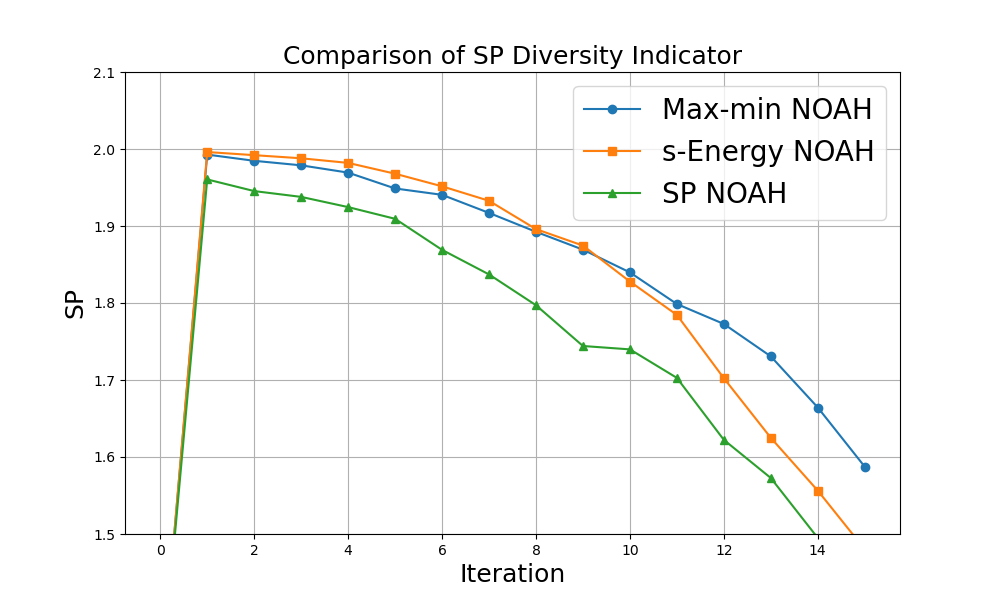 Comparison of SP Diversity Indicator
Max-min NOAH
s-Energy NOAH
SP NOAH
SP
2.1
2.0
1.9
1.8
1.7
1.6
1.5
0 2 4 6 8 10 12 14
Iteration